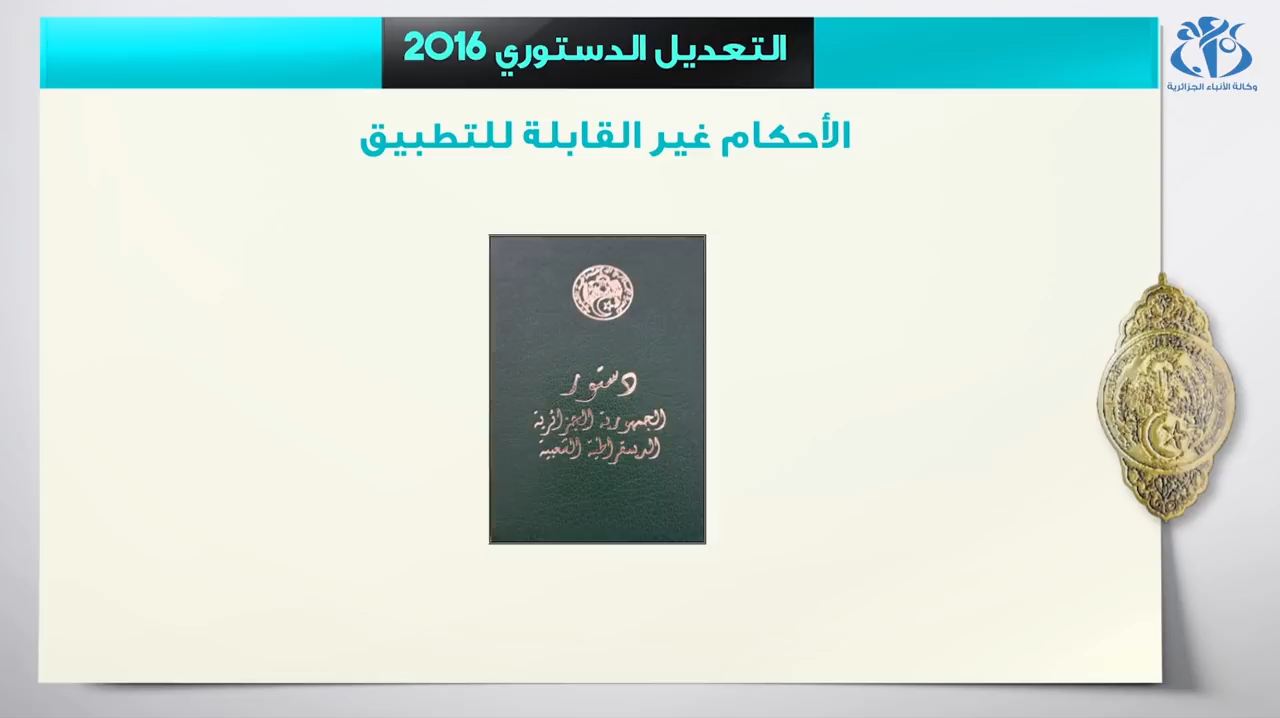 التعديل الدستوري 2016
وكالة الأنباء الجزائرية
الأحكام غير القابلة للتطبيق
دستور
الجمهورية الجزائرية
الديمقراطية الشعبية